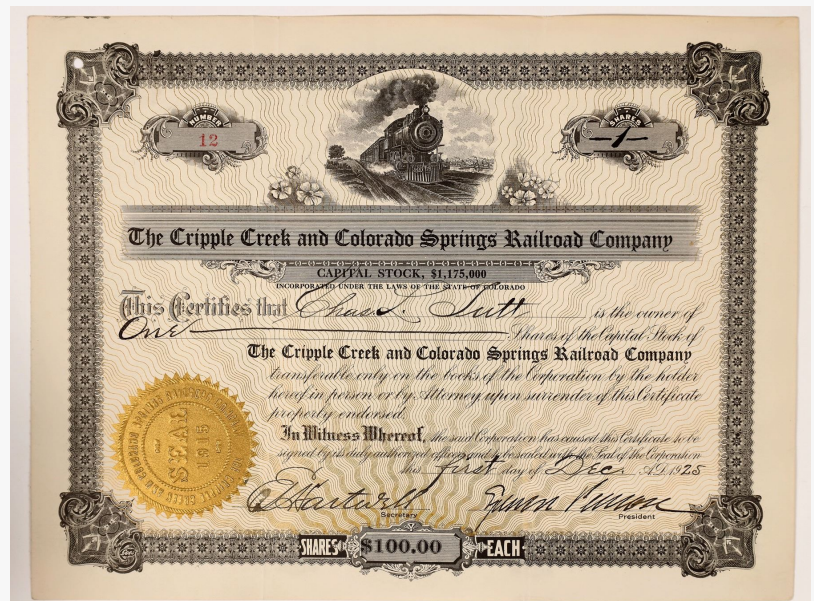 NUMBER
12
SHARES
1
The Cripple Creek and Colorado Springs Railroad Company
CAPITAL STOCK, $1,175,000
INCORPORATED UNDER THE LAWS OF THE STATE OF COLORADO
This Certifies that Chas. L. Tutt is the owner of
One Shares of the Capital Stock of
The Cripple Creek and Colorado Springs Railroad Company
transferable only on the books of the Corporation by the holder
hereof in person or by Attorney upon surrender of this Certificate
properly endorsed.
In Witness Whereof, the said Corporation has caused this Certificate to be
signed by its duly authorized officers and to be sealed with the Seal of the Corporation
this first day of Dec. A.D. 1925
SEAL
1915
Hartwell
Secretary
President
SHARES $100.00 EACH